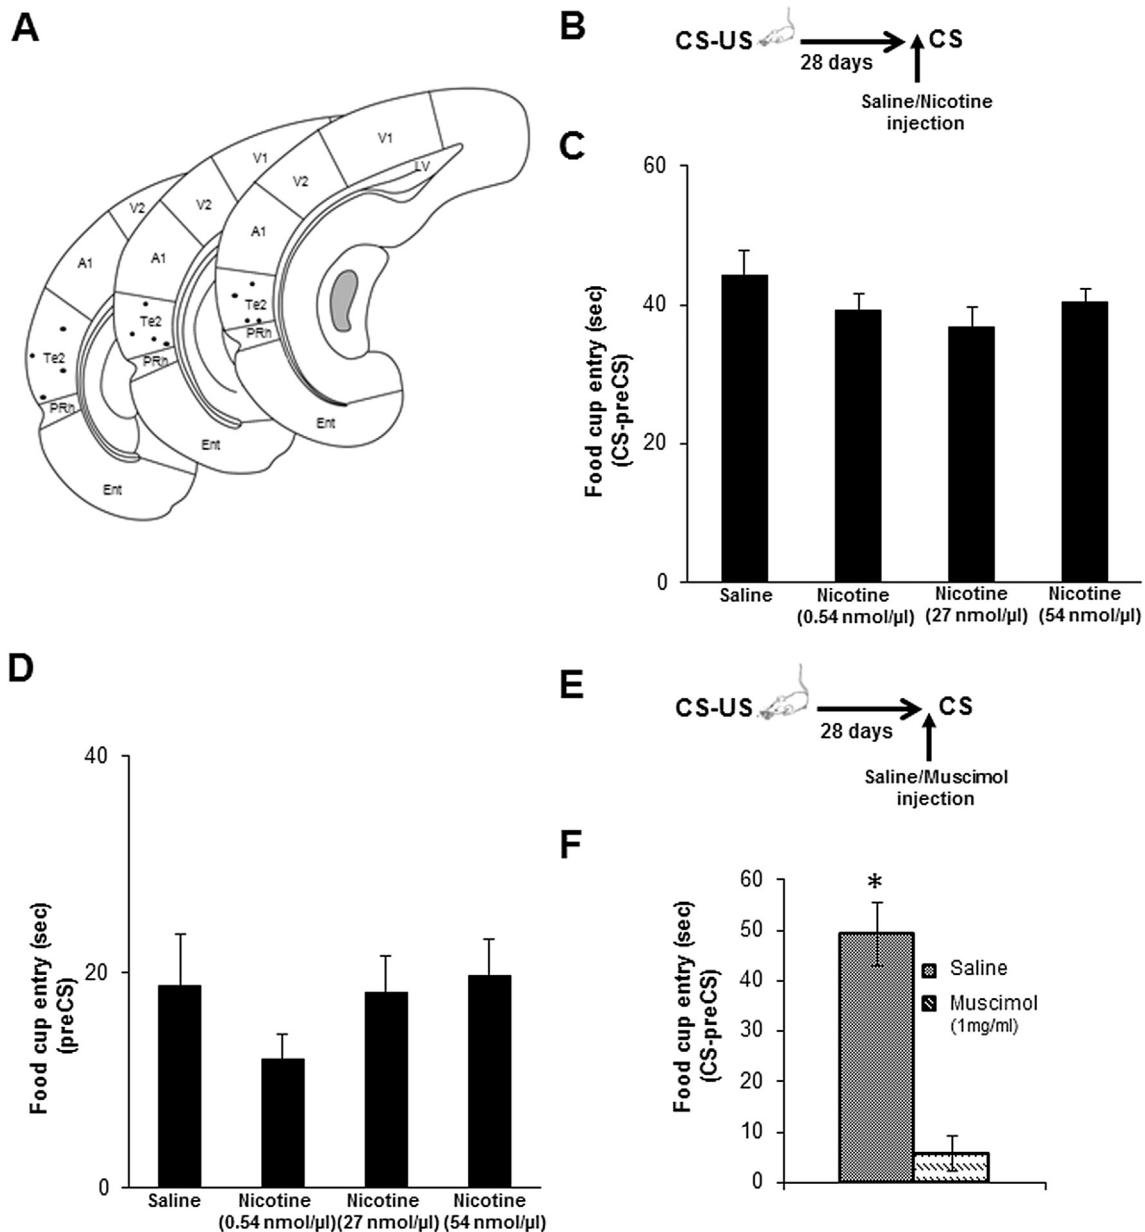 A
V1
LV
V2
A1
Te2
PRh
Ent
V1
V2
A1
Te2
PRh
Ent
V2
A1
Te2
PRh
Ent
B
CS-US
28 days
CS
Saline/Nicotine
injection
C
Food cup entry (sec)
(CS-preCS)
60
40
20
0
Saline
Nicotine
(0.54 nmol/µl)
Nicotine
(27 nmol/µl)
Nicotine
(54 nmol/µl)
D
Food cup entry (sec)
(preCS)
40
20
0
Saline
Nicotine
(0.54 nmol/µl)
Nicotine
(27 nmol/µl)
Nicotine
(54 nmol/µl)
E
CS-US
28 days
CS
Saline/Muscimol
injection
F
Food cup entry (sec)
(CS-preCS)
60
50
40
30
20
10
0
*
Saline
Muscimol
(1mg/ml)